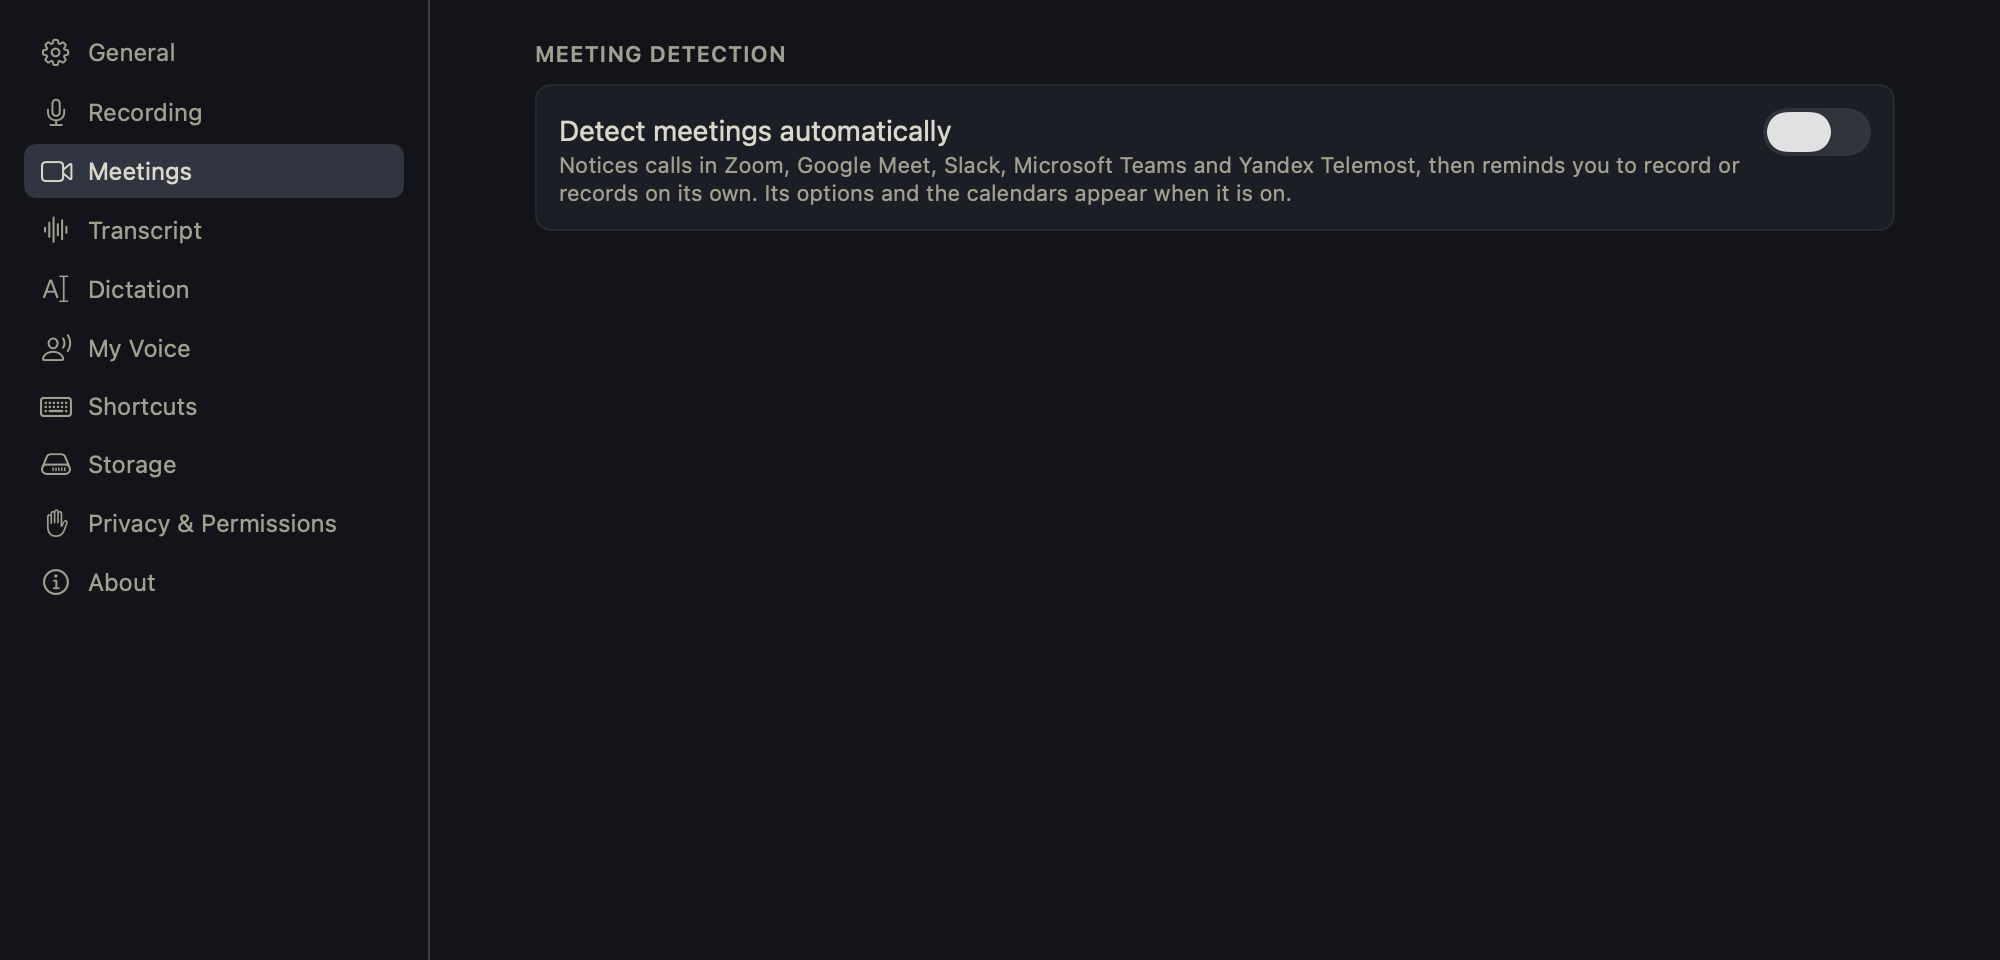 General
Recording
Meetings
Transcript
Dictation
My Voice
Shortcuts
Storage
Privacy & Permissions
About
MEETING DETECTION
Detect meetings automatically
Notices calls in Zoom, Google Meet, Slack, Microsoft Teams and Yandex Telemost, then reminds you to record or
records on its own. Its options and the calendars appear when it is on.